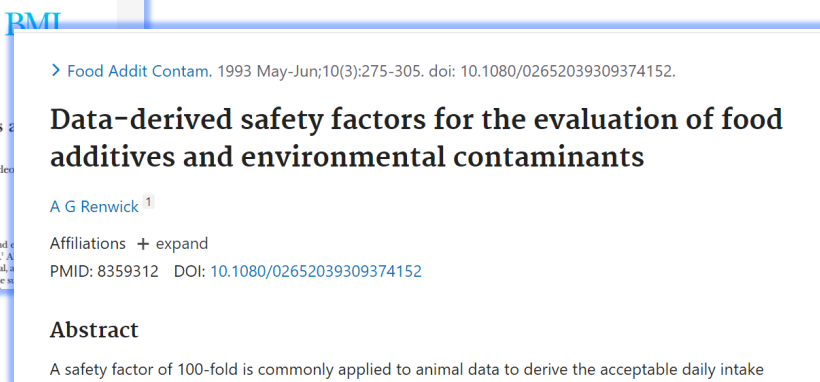 BMJ
Food Addit Contam. 1993 May-Jun;10(3):275-305. doi: 10.1080/02652039309374152.
Data-derived safety factors for the evaluation of food
additives and environmental contaminants
A G Renwick 1
Affiliations + expand
PMID: 8359312 DOI: 10.1080/02652039309374152
Abstract
A safety factor of 100-fold is commonly applied to animal data to derive the acceptable daily intake